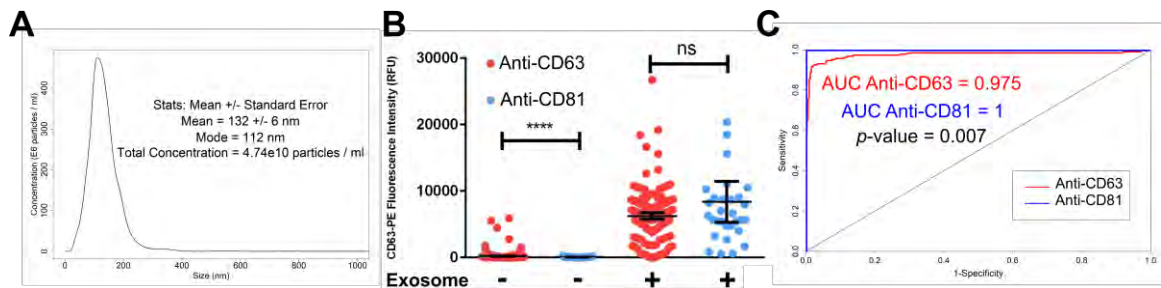 A
Concentration (E6 particles / ml)
400
300
200
100
0
Stats: Mean +/- Standard Error
Mean = 132 +/- 6 nm
Mode = 112 nm
Total Concentration = 4.74e10 particles / ml
0 200 400 600 800 1000
Size (nm)
B
CD63-PE Fluorescence Intensity (RFU)
30000
20000
10000
0
Anti-CD63
Anti-CD81
****
ns
Exosome - - + +
C
Sensitivity
1.0
0.8
0.6
0.4
0.2
0.0
AUC Anti-CD63 = 0.975
AUC Anti-CD81 = 1
p-value = 0.007
Anti-CD63
Anti-CD81
0.0 0.2 0.4 0.6 0.8 1.0
1-Specificity